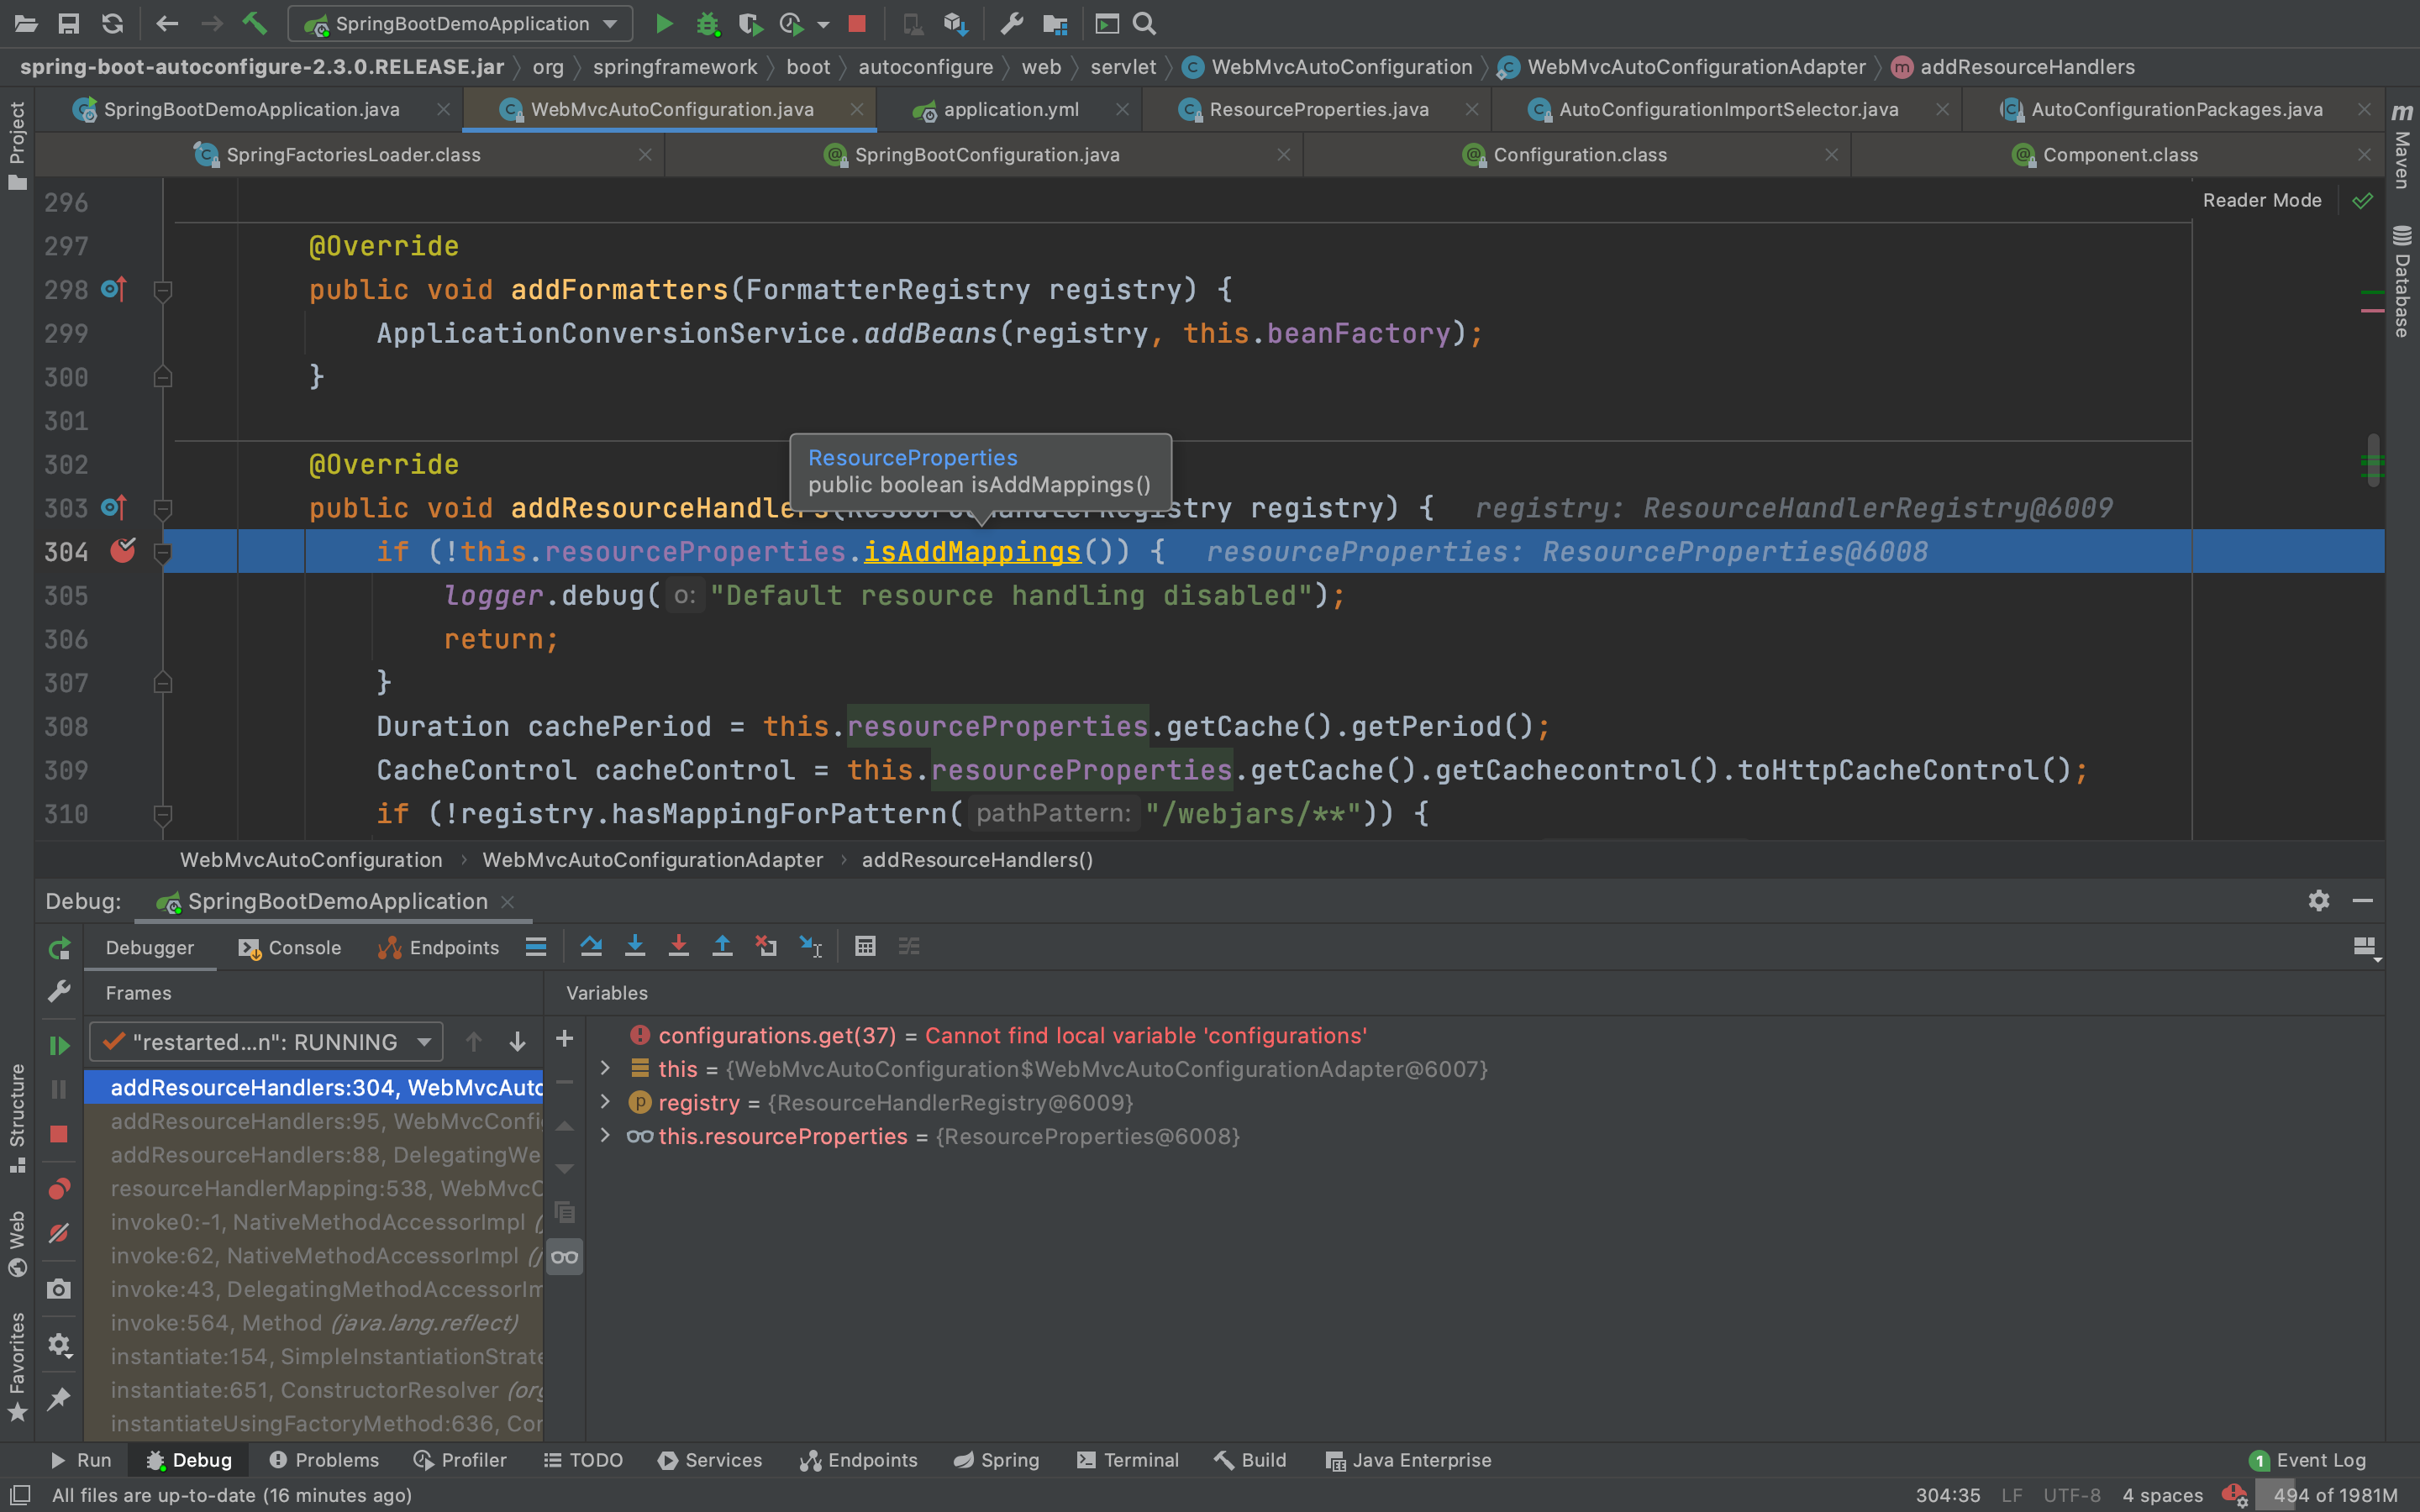 SpringBootDemoApplication
spring-boot-autoconfigure-2.3.0.RELEASE.jar org springframework boot autoconfigure web servlet WebMvcAutoConfiguration WebMvcAutoConfigurationAdapter addResourceHandlers
SpringBootDemoApplication.java WebMvcAutoConfiguration.java application.yml ResourceProperties.java AutoConfigurationImportSelector.java AutoConfigurationPackages.java
SpringFactoriesLoader.class SpringBootConfiguration.java Configuration.class Component.class
Project
Maven
Database
Reader Mode
296
297 @Override
298 public void addFormatters(FormatterRegistry registry) {
299 ApplicationConversionService.addBeans(registry, this.beanFactory);
300 }
301
302 @Override
ResourceProperties
public boolean isAddMappings()
303 public void addResourceHandlers(ResourceHandlerRegistry registry) { registry: ResourceHandlerRegistry@6009
304 if (!this.resourceProperties.isAddMappings()) { resourceProperties: ResourceProperties@6008
305 logger.debug( o: "Default resource handling disabled");
306 return;
307 }
308 Duration cachePeriod = this.resourceProperties.getCache().getPeriod();
309 CacheControl cacheControl = this.resourceProperties.getCache().getCachecontrol().toHttpCacheControl();
310 if (!registry.hasMappingForPattern( pathPattern: "/webjars/**")) {
WebMvcAutoConfiguration › WebMvcAutoConfigurationAdapter › addResourceHandlers()
Debug: SpringBootDemoApplication
Debugger Console Endpoints
Frames Variables
"restarted...n": RUNNING
addResourceHandlers:304, WebMvcAuto
addResourceHandlers:95, WebMvcConfi
addResourceHandlers:88, DelegatingWe
resourceHandlerMapping:538, WebMvcC
invoke0:-1, NativeMethodAccessorImpl (j
invoke:62, NativeMethodAccessorImpl (j
invoke:43, DelegatingMethodAccessorIm
invoke:564, Method (java.lang.reflect)
instantiate:154, SimpleInstantiationStrate
instantiate:651, ConstructorResolver (org
instantiateUsingFactoryMethod:636, Con
configurations.get(37) = Cannot find local variable 'configurations'
this = {WebMvcAutoConfiguration$WebMvcAutoConfigurationAdapter@6007}
registry = {ResourceHandlerRegistry@6009}
this.resourceProperties = {ResourceProperties@6008}
Structure
Web
Favorites
Run Debug Problems Profiler TODO Services Endpoints Spring Terminal Build Java Enterprise 1 Event Log
All files are up-to-date (16 minutes ago) 304:35 LF UTF-8 4 spaces 494 of 1981M